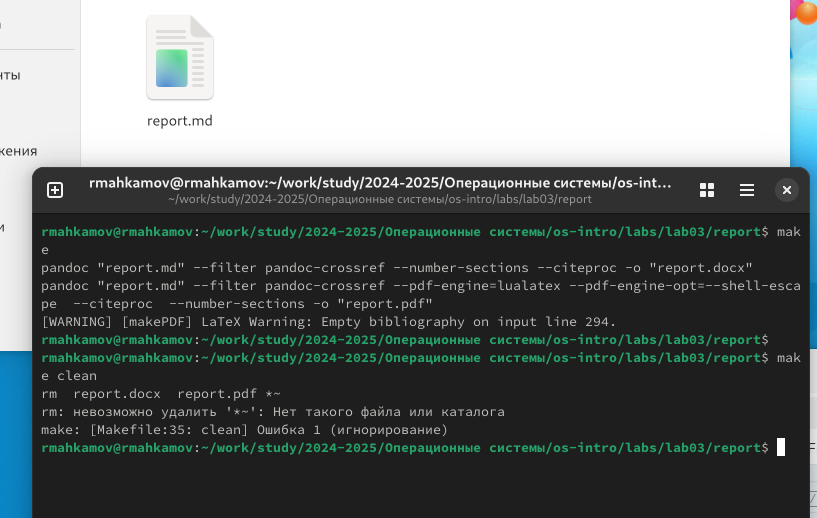 нты
жения
и
report.md
rmahkamov@rmahkamov:~/work/study/2024-2025/Операционные системы/os-int...
~/work/study/2024-2025/Операционные системы/os-intro/labs/lab03/report
rmahkamov@rmahkamov:~/work/study/2024-2025/Операционные системы/os-intro/labs/lab03/report$ mak
e
pandoc "report.md" --filter pandoc-crossref --number-sections --citeproc -o "report.docx"
pandoc "report.md" --filter pandoc-crossref --pdf-engine=lualatex --pdf-engine-opt=--shell-esca
pe  --citeproc  --number-sections -o "report.pdf"
[WARNING] [makePDF] LaTeX Warning: Empty bibliography on input line 294.
rmahkamov@rmahkamov:~/work/study/2024-2025/Операционные системы/os-intro/labs/lab03/report$
rmahkamov@rmahkamov:~/work/study/2024-2025/Операционные системы/os-intro/labs/lab03/report$ mak
e clean
rm  report.docx  report.pdf *~
rm: невозможно удалить '*~': Нет такого файла или каталога
make: [Makefile:35: clean] Ошибка 1 (игнорирование)
rmahkamov@rmahkamov:~/work/study/2024-2025/Операционные системы/os-intro/labs/lab03/report$